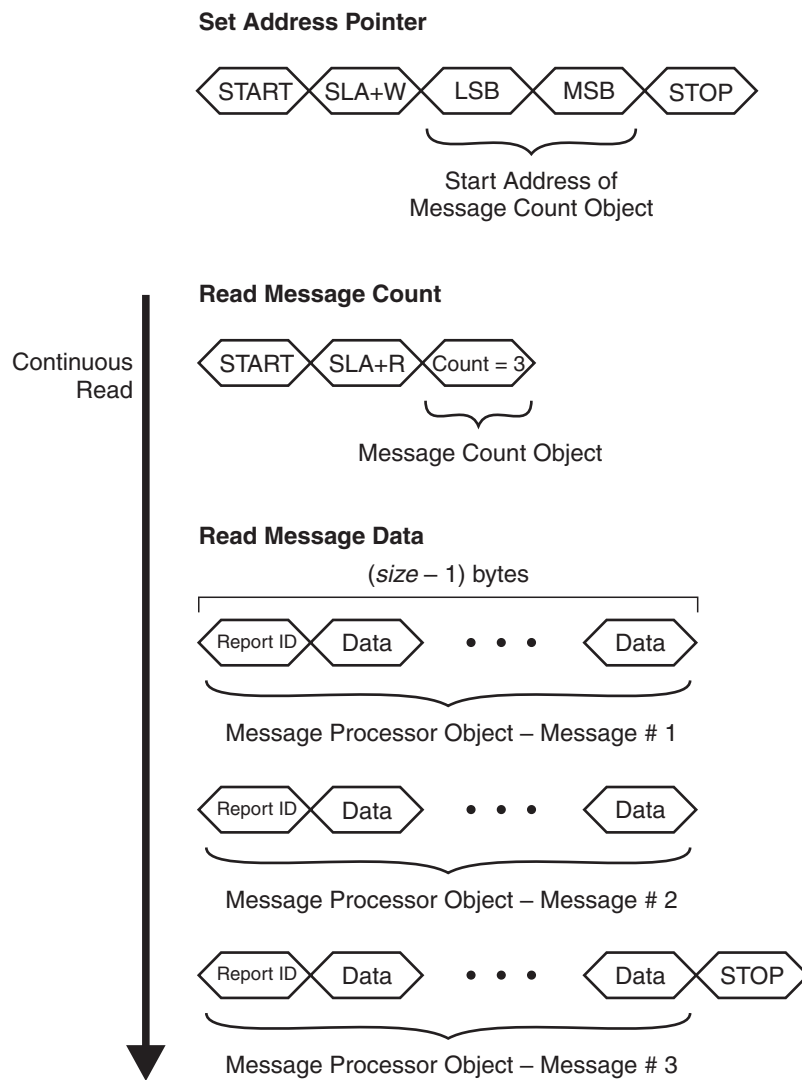 Set Address Pointer
START SLA+W LSB MSB STOP
Start Address of
Message Count Object
Read Message Count
Continuous
Read
START SLA+R Count = 3
Message Count Object
Read Message Data
(size – 1) bytes
Report ID Data • • • Data
Message Processor Object – Message # 1
Report ID Data • • • Data
Message Processor Object – Message # 2
Report ID Data • • • Data STOP
Message Processor Object – Message # 3